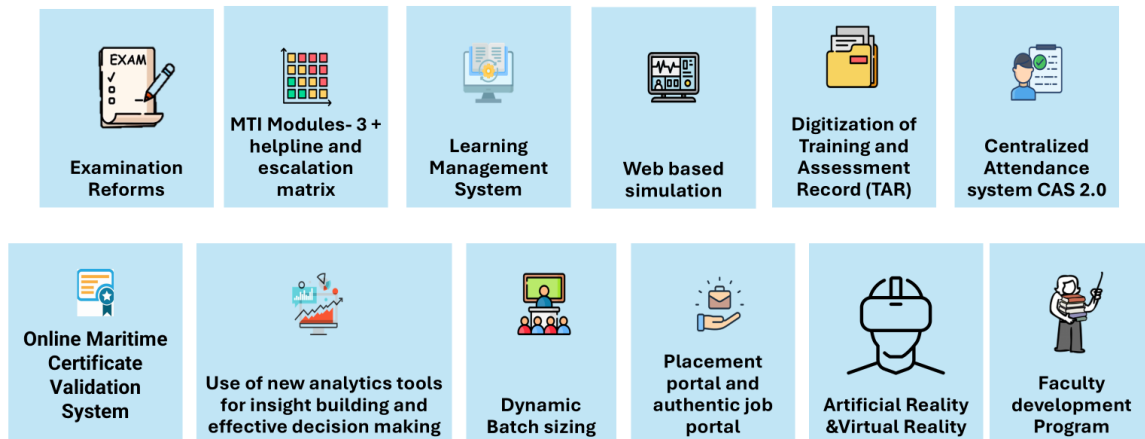 EXAM
Examination
Reforms
MTI Modules- 3 +
helpline and
escalation
matrix
Learning
Management
System
Web based
simulation
Digitization of
Training and
Assessment
Record (TAR)
Centralized
Attendance
system CAS 2.0
Online Maritime
Certificate
Validation
System
Use of new analytics tools
for insight building and
effective decision making
Dynamic
Batch sizing
Placement
portal and
authentic job
portal
Artificial Reality
&Virtual Reality
Faculty
development
Program